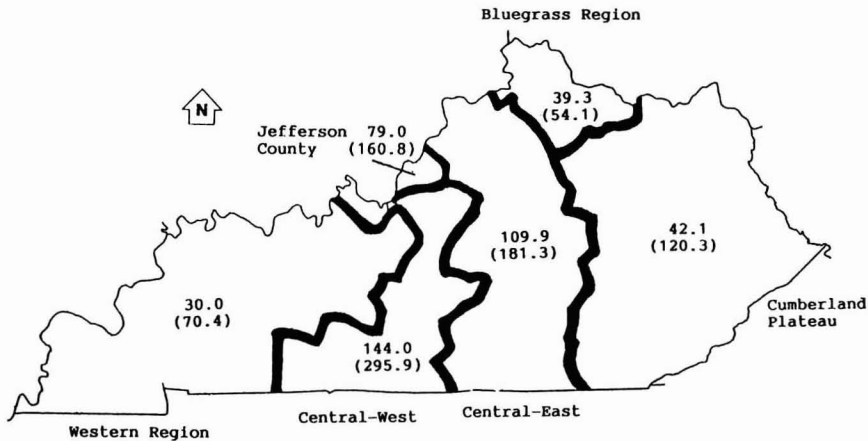 Bluegrass Region
N
39.3
(54.1)
Jefferson 79.0
County (160.8)
109.9
(181.3)
42.1
(120.3)
30.0
(70.4)
Cumberland
Plateau
144.0
(295.9)
Central-West
Central-East
Western Region